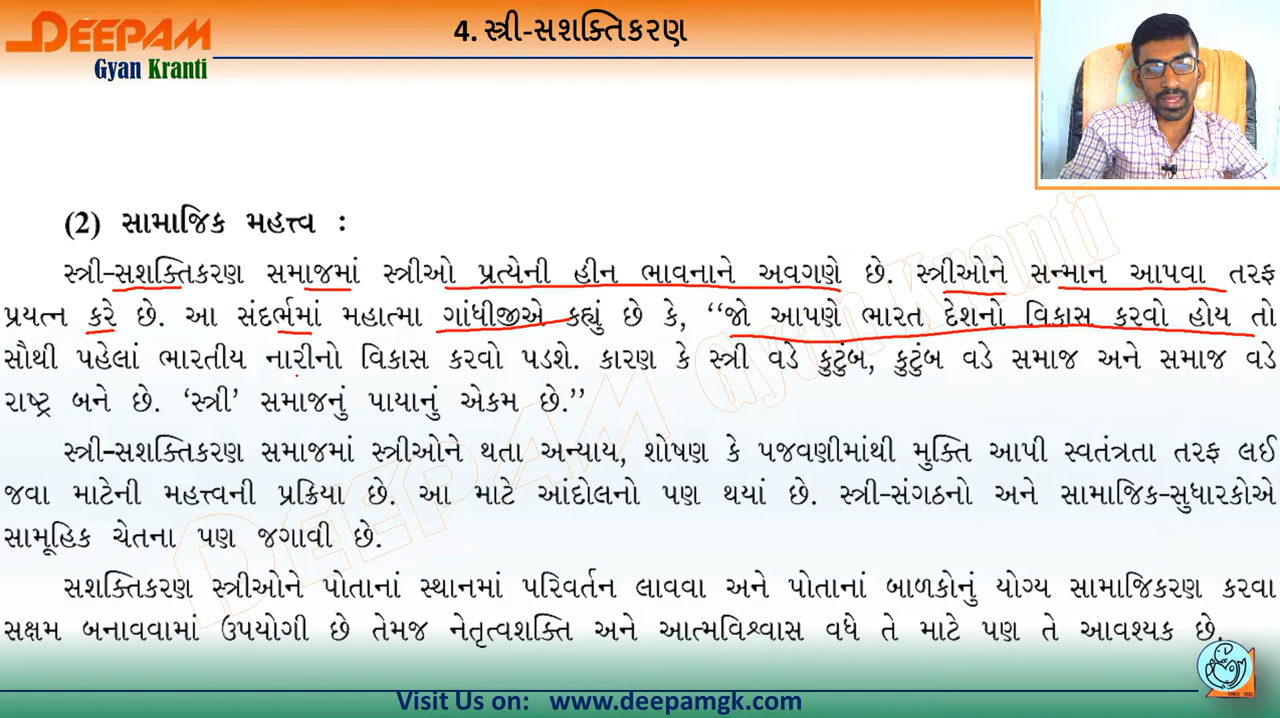 DEEPAM
Gyan Kranti
4. સ્ત્રી-સશક્તિકરણ
(2) સામાજિક મહત્ત્વ :
સ્ત્રી-સશક્તિકરણ સમાજમાં સ્ત્રીઓ પ્રત્યેની હીન ભાવનાને અવગણે છે. સ્ત્રીઓને સન્માન આપવા તરફ
પ્રયત્ન કરે છે. આ સંદર્ભમાં મહાત્મા ગાંધીજીએ કહ્યું છે કે, ‘‘જો આપણે ભારત દેશનો વિકાસ કરવો હોય તો
સૌથી પહેલાં ભારતીય નારીનો વિકાસ કરવો પડશે. કારણ કે સ્ત્રી વડે કુટુંબ, કુટુંબ વડે સમાજ અને સમાજ વડે
રાષ્ટ્ર બને છે. ‘સ્ત્રી’ સમાજનું પાયાનું એકમ છે.’’
સ્ત્રી-સશક્તિકરણ સમાજમાં સ્ત્રીઓને થતા અન્યાય, શોષણ કે પજવણીમાંથી મુક્તિ આપી સ્વતંત્રતા તરફ લઈ
જવા માટેની મહત્ત્વની પ્રક્રિયા છે. આ માટે આંદોલનો પણ થયાં છે. સ્ત્રી-સંગઠનો અને સામાજિક-સુધારકોએ
સામૂહિક ચેતના પણ જગાવી છે.
સશક્તિકરણ સ્ત્રીઓને પોતાનાં સ્થાનમાં પરિવર્તન લાવવા અને પોતાનાં બાળકોનું યોગ્ય સામાજિકરણ કરવા
સક્ષમ બનાવવામાં ઉપયોગી છે તેમજ નેતૃત્વશક્તિ અને આત્મવિશ્વાસ વધે તે માટે પણ તે આવશ્યક છે.
DEEPAM Gyan Kranti
Visit Us on: www.deepamgk.com